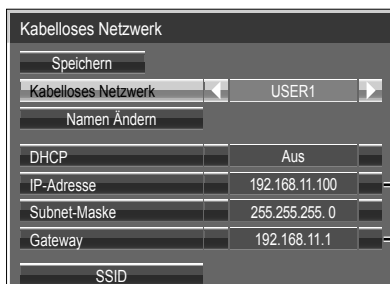 Kabelloses Netzwerk
Speichern
Kabelloses Netzwerk USER1
Namen Ändern
DHCP Aus
IP-Adresse 192.168.11.100
Subnet-Maske 255.255.255. 0
Gateway 192.168.11.1
SSID